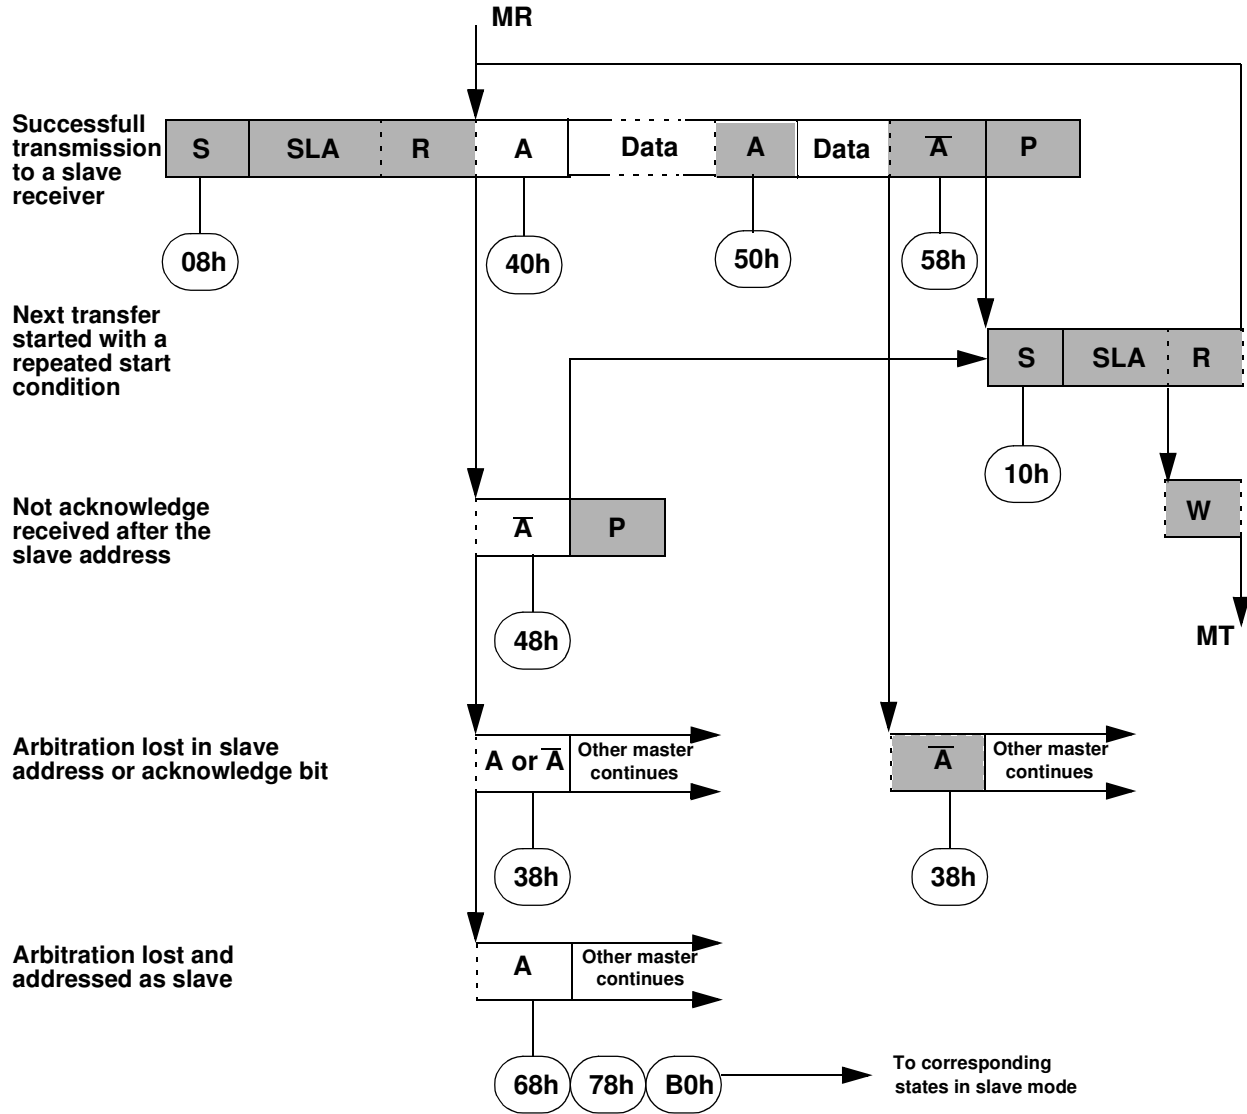 MR
Successfull
transmission
to a slave
receiver
S SLA R A Data A Data A̅ P
08h 40h 50h 58h
Next transfer
started with a
repeated start
condition
S SLA R
10h
Not acknowledge
received after the
slave address
A̅ P
W
48h
MT
Arbitration lost in slave
address or acknowledge bit
A or A̅
Other master
continues
A̅
Other master
continues
38h 38h
Arbitration lost and
addressed as slave
A
Other master
continues
68h 78h B0h
To corresponding
states in slave mode